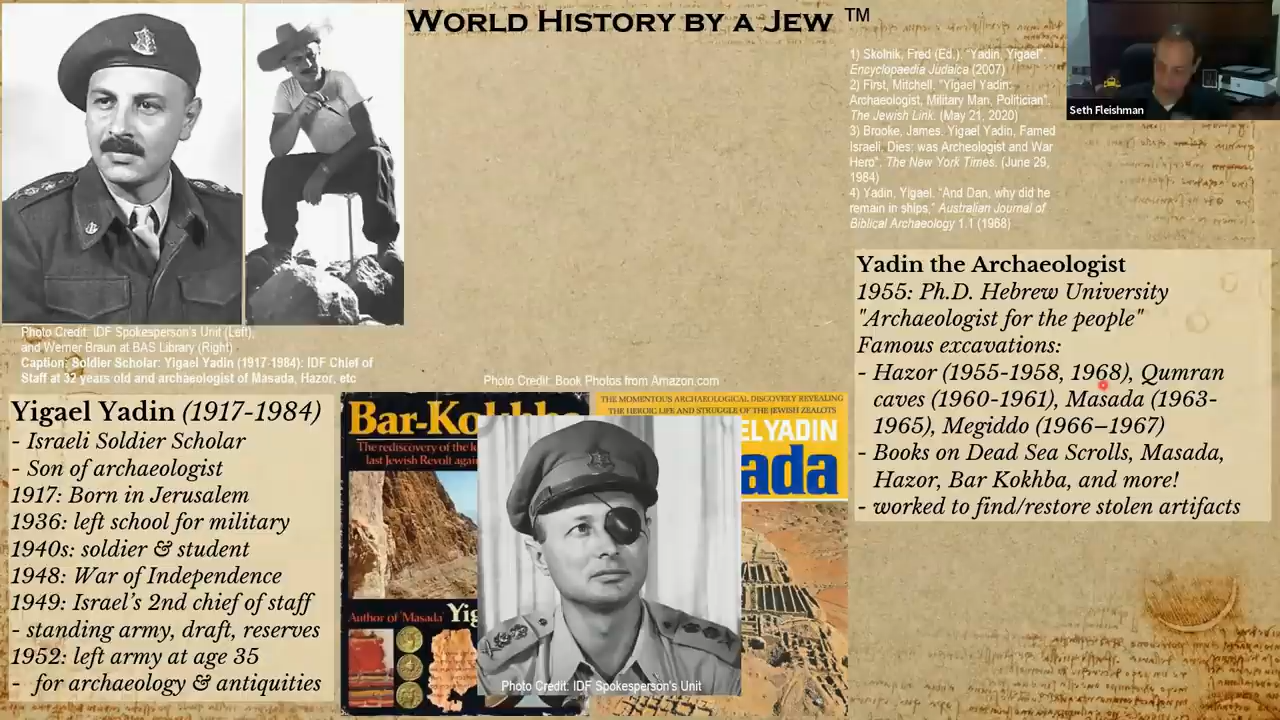 WORLD HISTORY BY A JEW ™
1) Skolnik, Fred (Ed.). "Yadin, Yigael".
Encyclopaedia Judaica (2007)
2) First, Mitchell. "Yigael Yadin:
Archaeologist, Military Man, Politician".
The Jewish Link. (May 21, 2020)
3) Brooke, James. Yigael Yadin, Famed
Israeli, Dies; was Archeologist and War
Hero". The New York Times. (June 29,
1984)
4) Yadin, Yigael. "And Dan, why did he
remain in ships," Australian Journal of
Biblical Archaeology 1.1 (1968)
Seth Fleishman
Photo Credit: IDF Spokesperson's Unit (Left),
and Werner Braun at BAS Library (Right)
Caption: Soldier Scholar: Yigael Yadin (1917-1984): IDF Chief of
Staff at 32 years old and archaeologist of Masada, Hazor, etc
Yigael Yadin (1917-1984)
- Israeli Soldier Scholar
- Son of archaeologist
1917: Born in Jerusalem
1936: left school for military
1940s: soldier & student
1948: War of Independence
1949: Israel's 2nd chief of staff
- standing army, draft, reserves
1952: left army at age 35
- for archaeology & antiquities
Photo Credit: Book Photos from Amazon.com
Bar-Ko
The rediscovery of the
last Jewish Revolt agai
Author of 'Masada' Yig
THE MOMENTOUS ARCHAEOLOGICAL DISCOVERY REVEALING
THE HEROIC LIFE AND STRUGGLE OF THE JEWISH ZEALOTS
EL YADIN
ada
Photo Credit: IDF Spokesperson's Unit
Yadin the Archaeologist
1955: Ph.D. Hebrew University
"Archaeologist for the people"
Famous excavations:
- Hazor (1955-1958, 1968), Qumran
caves (1960-1961), Masada (1963-
1965), Megiddo (1966–1967)
- Books on Dead Sea Scrolls, Masada,
Hazor, Bar Kokhba, and more!
- worked to find/restore stolen artifacts